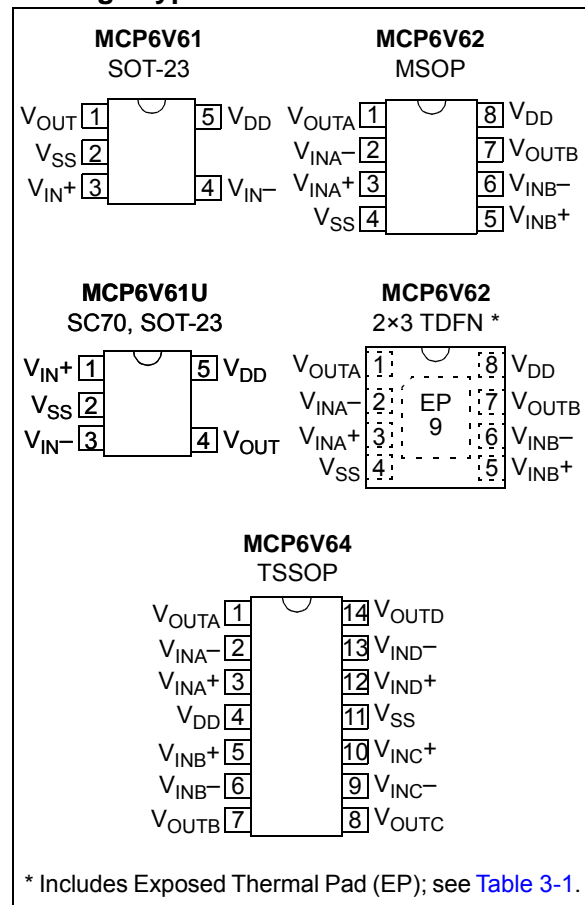 MCP6V61
SOT-23
VOUT 1 5 VDD
VSS 2
VIN+ 3 4 VIN–
MCP6V62
MSOP
VOUTA 1 8 VDD
VINA– 2 7 VOUTB
VINA+ 3 6 VINB–
VSS 4 5 VINB+
MCP6V61U
SC70, SOT-23
VIN+ 1 5 VDD
VSS 2
VIN– 3 4 VOUT
MCP6V62
2×3 TDFN *
VOUTA 1 8 VDD
VINA– 2 EP 7 VOUTB
VINA+ 3 9 6 VINB–
VSS 4 5 VINB+
MCP6V64
TSSOP
VOUTA 1 14 VOUTD
VINA– 2 13 VIND–
VINA+ 3 12 VIND+
VDD 4 11 VSS
VINB+ 5 10 VINC+
VINB– 6 9 VINC–
VOUTB 7 8 VOUTC
* Includes Exposed Thermal Pad (EP); see Table 3-1.